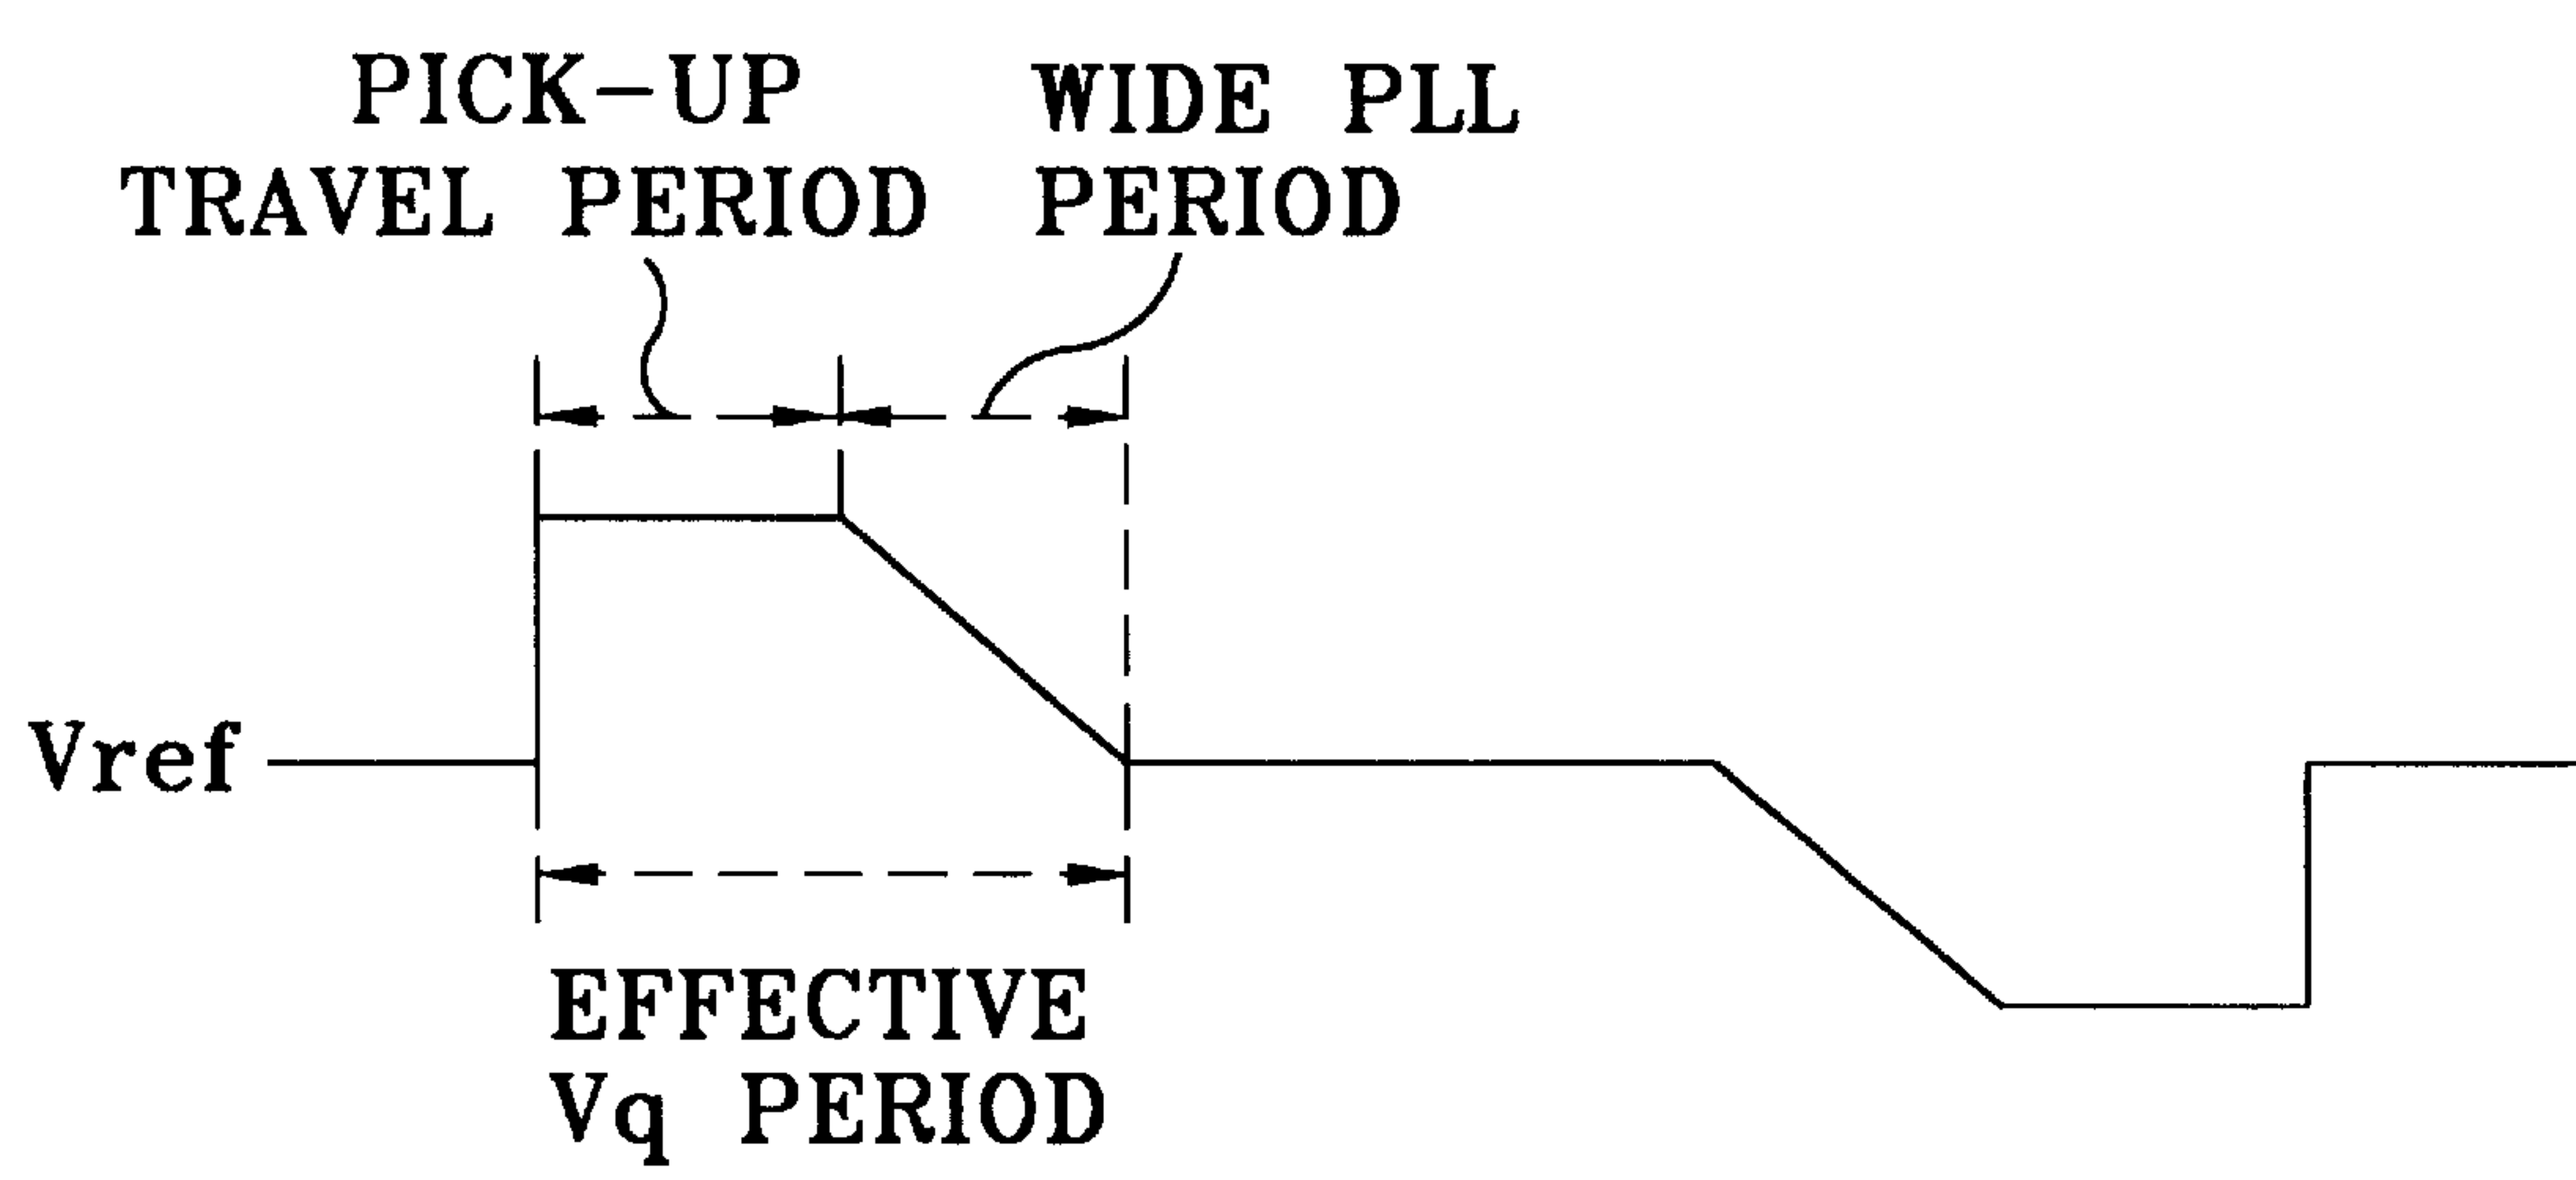 PICK-UP
TRAVEL PERIOD
WIDE PLL
PERIOD
Vref
EFFECTIVE
Vq PERIOD